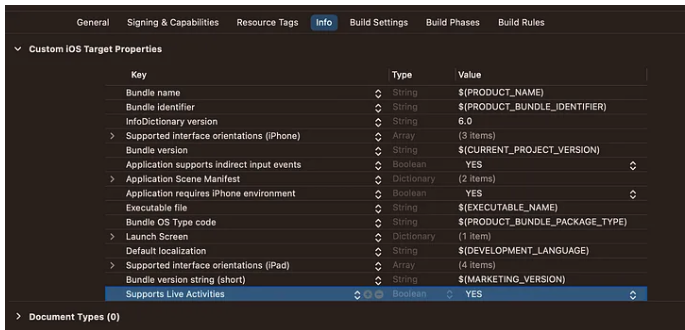 General Signing & Capabilities Resource Tags Info Build Settings Build Phases Build Rules
Custom iOS Target Properties
Key Type Value
Bundle name String $(PRODUCT_NAME)
Bundle identifier String $(PRODUCT_BUNDLE_IDENTIFIER)
InfoDictionary version String 6.0
Supported interface orientations (iPhone) Array (3 items)
Bundle version String $(CURRENT_PROJECT_VERSION)
Application supports indirect input events Boolean YES
Application Scene Manifest Dictionary (2 items)
Application requires iPhone environment Boolean YES
Executable file String $(EXECUTABLE_NAME)
Bundle OS Type code String $(PRODUCT_BUNDLE_PACKAGE_TYPE)
Launch Screen Dictionary (1 item)
Default localization String $(DEVELOPMENT_LANGUAGE)
Supported interface orientations (iPad) Array (4 items)
Bundle version string (short) String $(MARKETING_VERSION)
Supports Live Activities Boolean YES
Document Types (0)